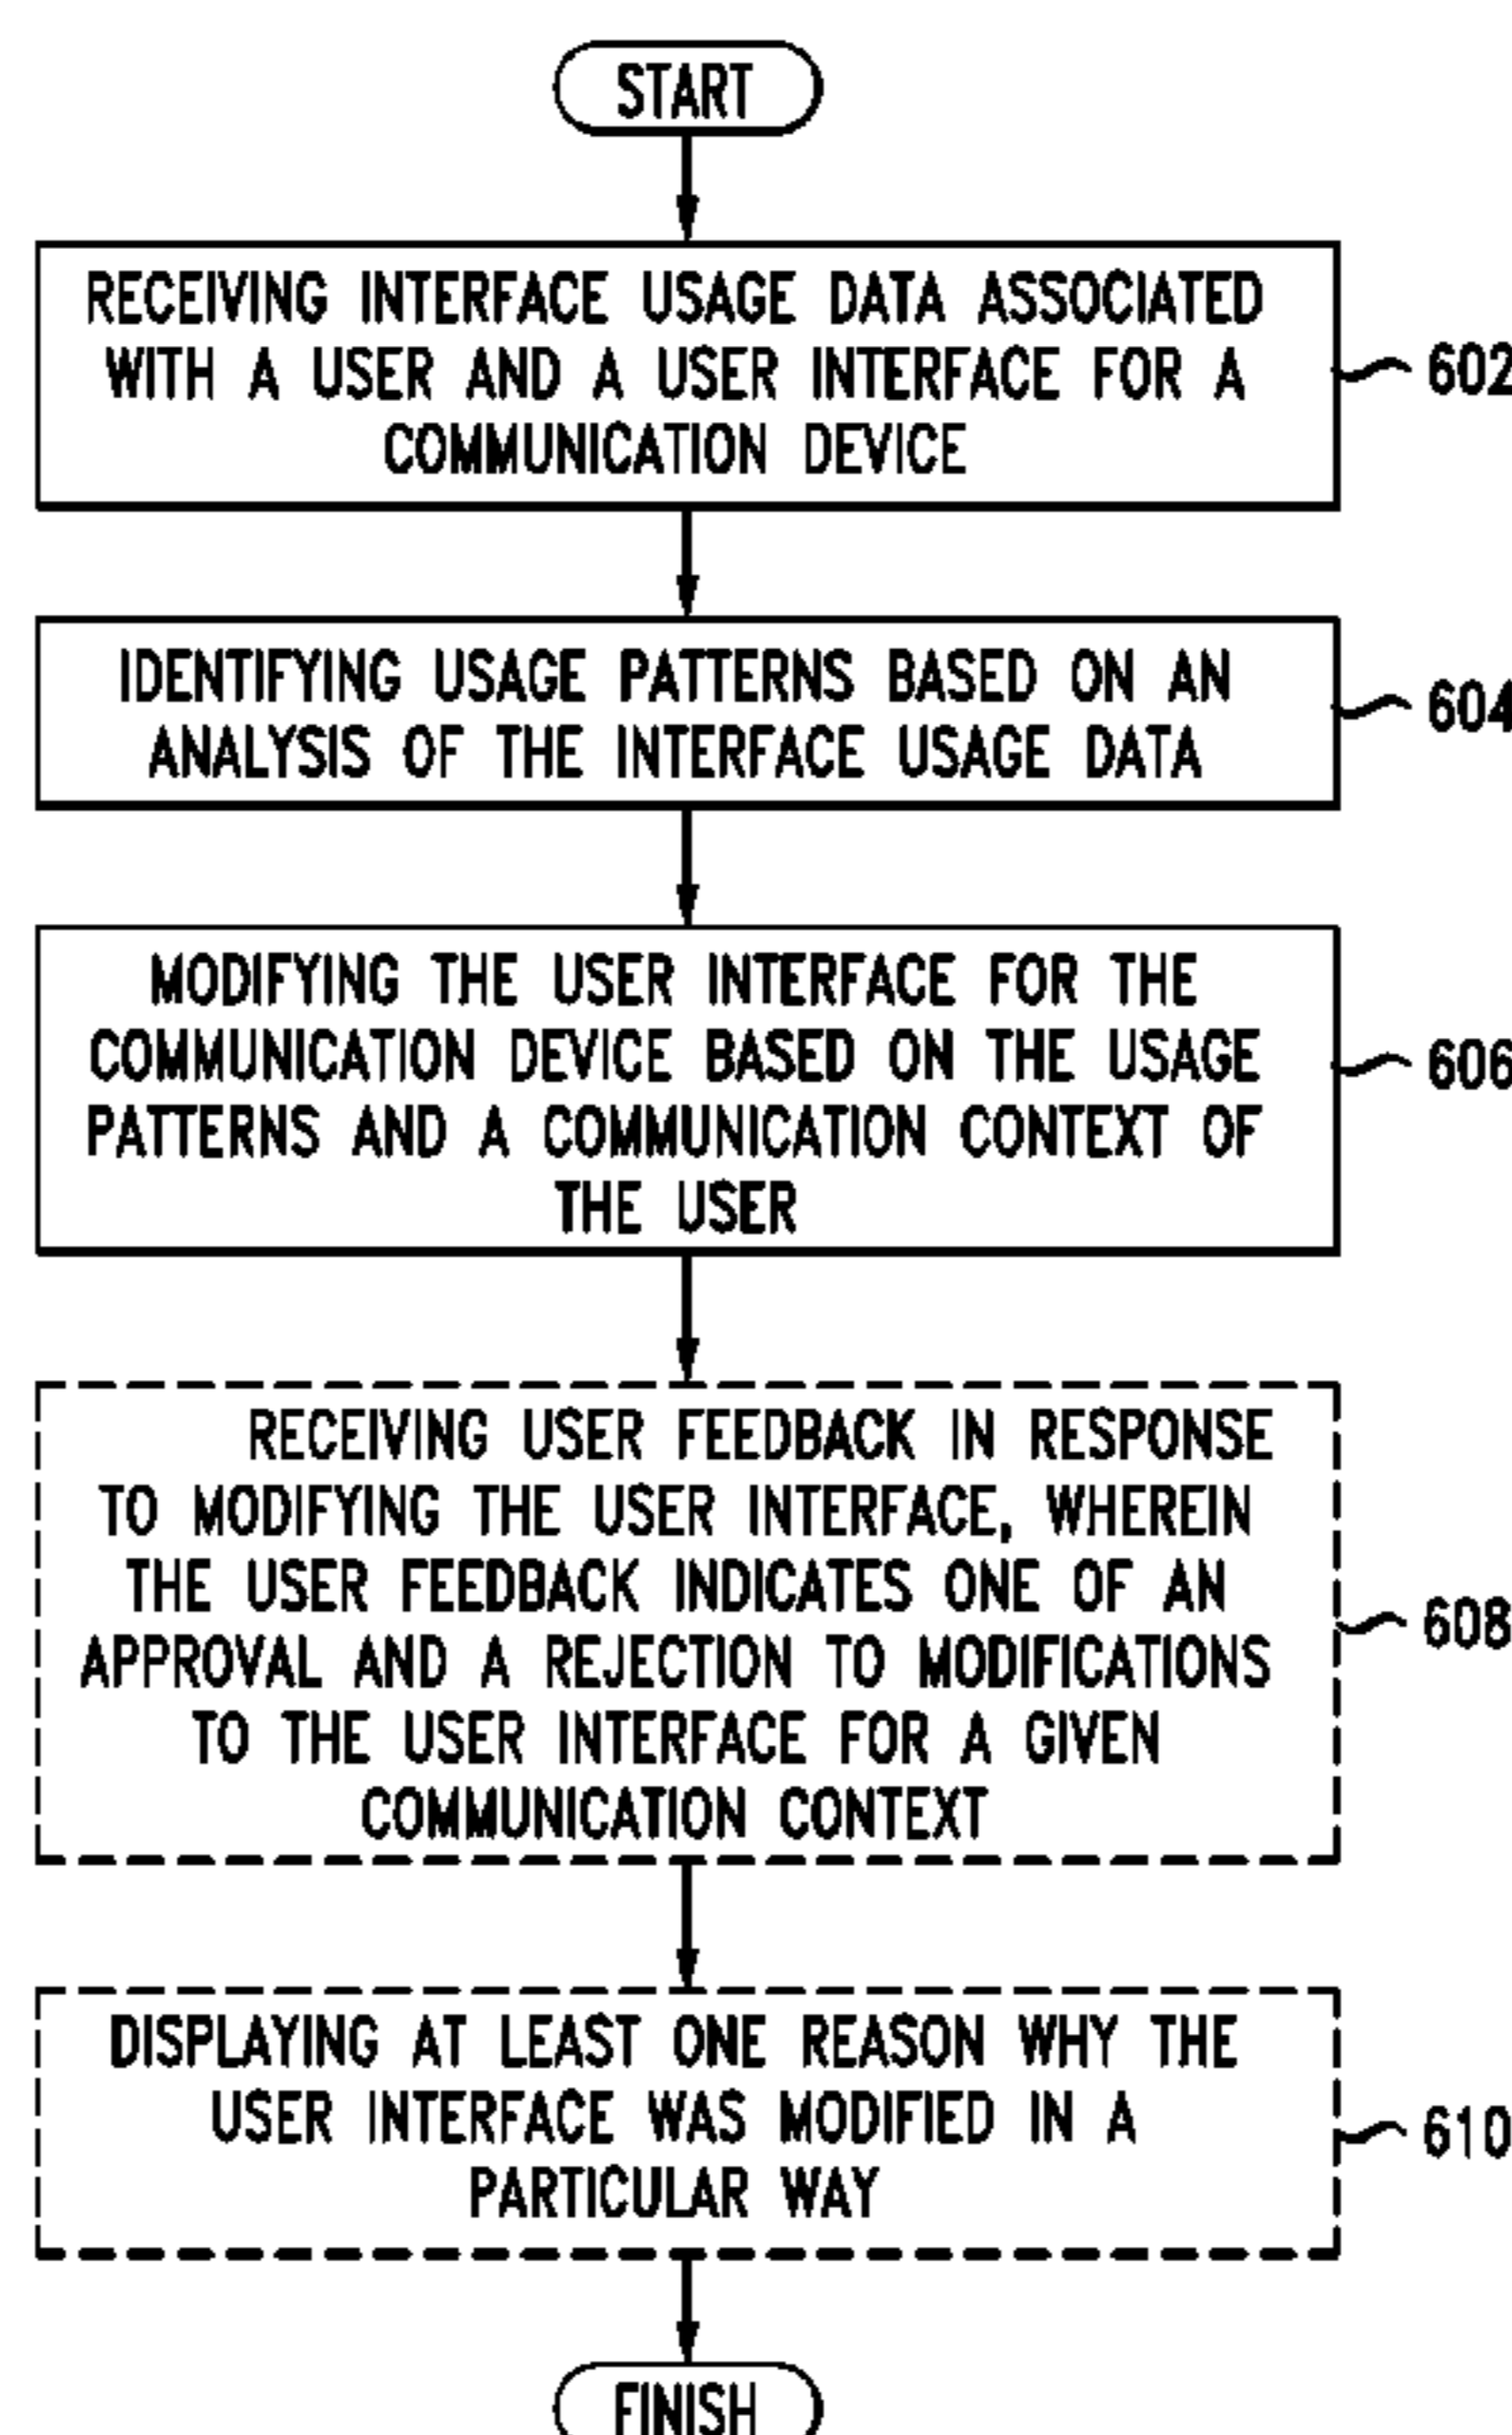 START
RECEIVING INTERFACE USAGE DATA ASSOCIATED
WITH A USER AND A USER INTERFACE FOR A
COMMUNICATION DEVICE
602
IDENTIFYING USAGE PATTERNS BASED ON AN
ANALYSIS OF THE INTERFACE USAGE DATA
604
MODIFYING THE USER INTERFACE FOR THE
COMMUNICATION DEVICE BASED ON THE USAGE
PATTERNS AND A COMMUNICATION CONTEXT OF
THE USER
606
RECEIVING USER FEEDBACK IN RESPONSE
TO MODIFYING THE USER INTERFACE, WHEREIN
THE USER FEEDBACK INDICATES ONE OF AN
APPROVAL AND A REJECTION TO MODIFICATIONS
TO THE USER INTERFACE FOR A GIVEN
COMMUNICATION CONTEXT
608
DISPLAYING AT LEAST ONE REASON WHY THE
USER INTERFACE WAS MODIFIED IN A
PARTICULAR WAY
610
FINISH